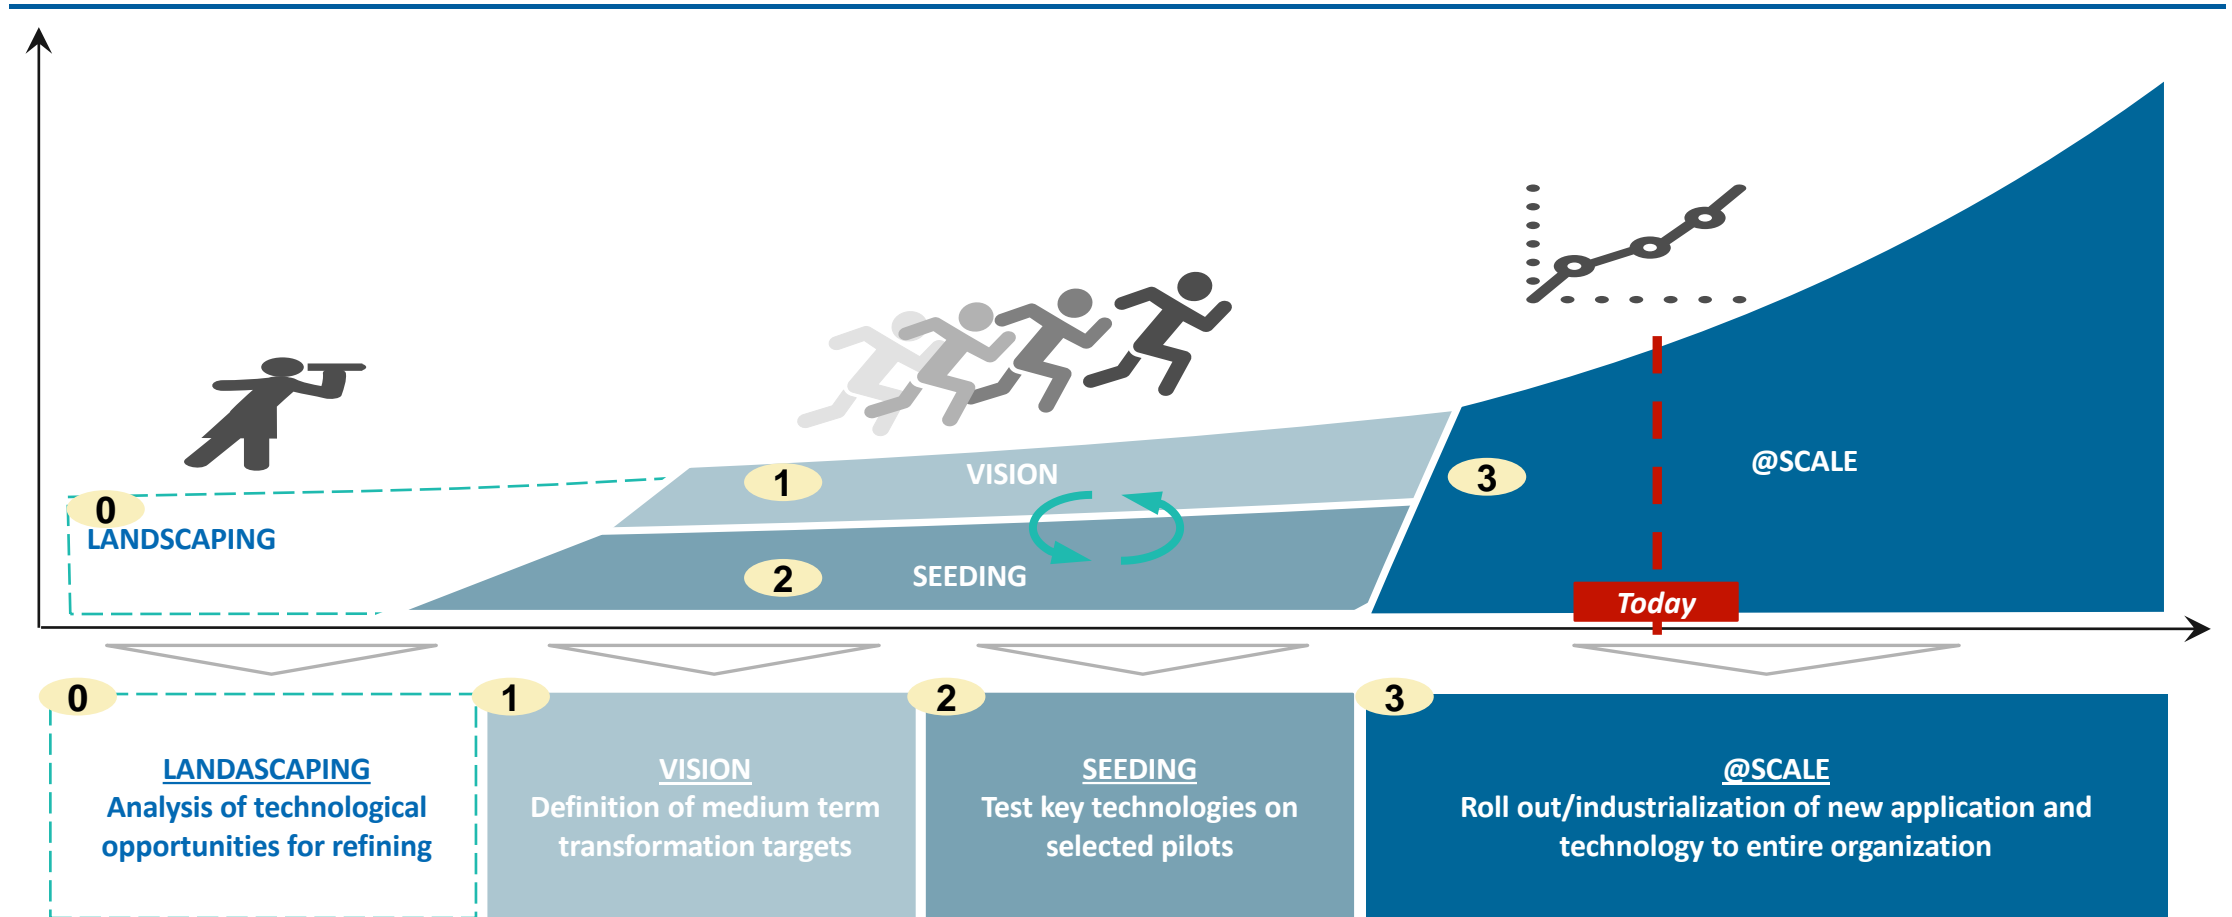 0
LANDSCAPING
1
VISION
2
SEEDING
3
@SCALE
Today
0
LANDASCAPING
Analysis of technological
opportunities for refining
1
VISION
Definition of medium term
transformation targets
2
SEEDING
Test key technologies on
selected pilots
3
@SCALE
Roll out/industrialization of new application and
technology to entire organization